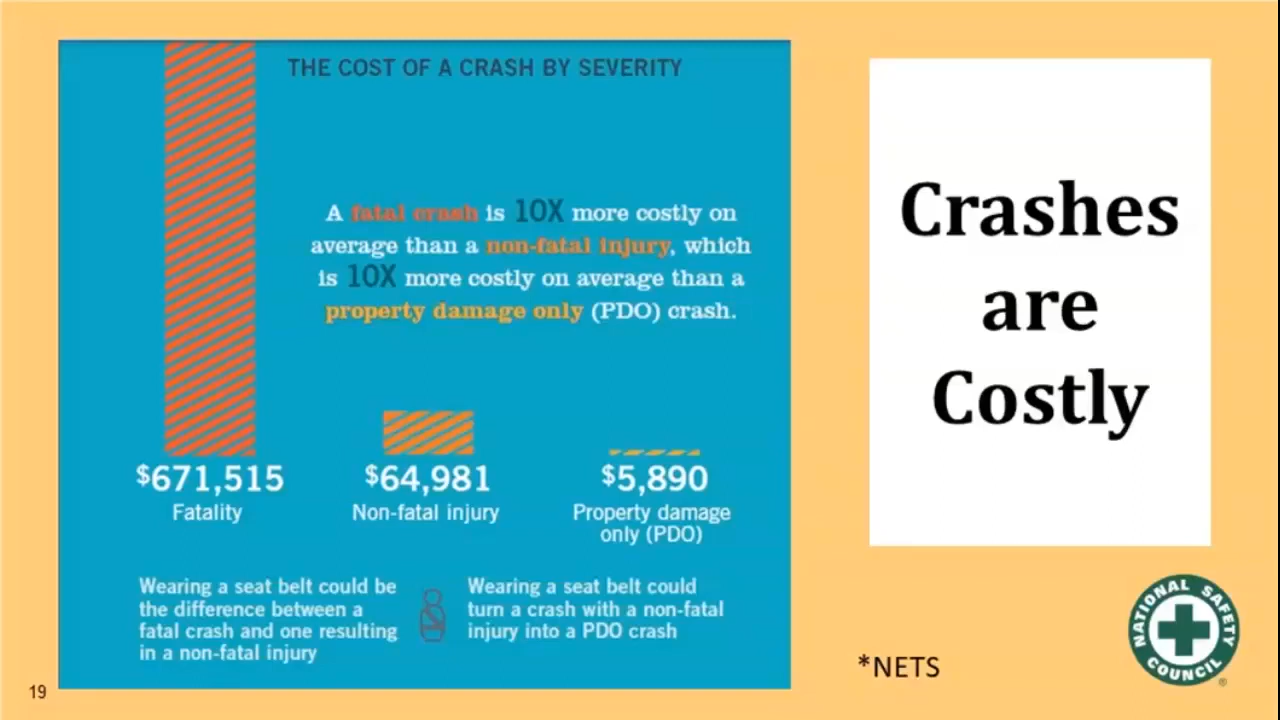 THE COST OF A CRASH BY SEVERITY
A fatal crash is 10X more costly on
average than a non-fatal injury, which
is 10X more costly on average than a
property damage only (PDO) crash.
$671,515
Fatality
$64,981
Non-fatal injury
$5,890
Property damage
only (PDO)
Wearing a seat belt could be
the difference between a
fatal crash and one resulting
in a non-fatal injury
Wearing a seat belt could
turn a crash with a non-fatal
injury into a PDO crash
Crashes
are
Costly
*NETS
NATIONAL SAFETY
COUNCIL
®
19